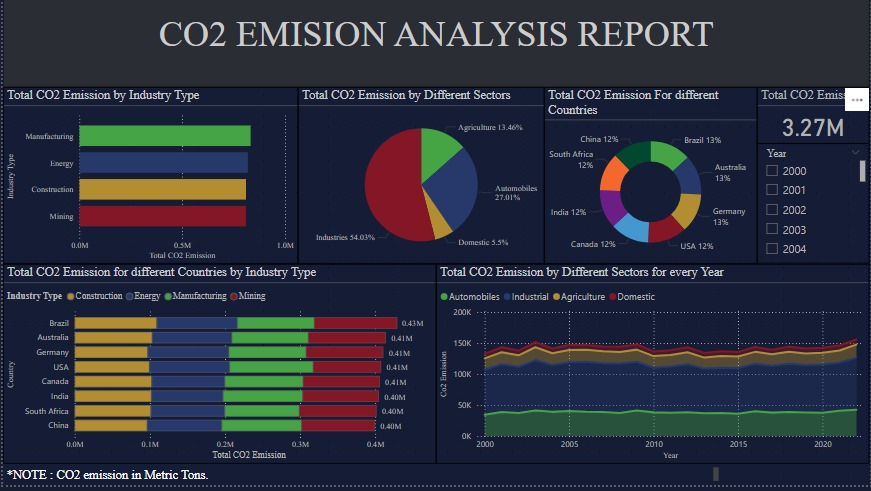 CO2 EMISION ANALYSIS REPORT
Total CO2 Emission by Industry Type
Industry Type
Manufacturing
Energy
Construction
Mining
0.0M 0.5M 1.0M
Total CO2 Emission
Total CO2 Emission by Different Sectors
Agriculture 13.46%
Automobiles
27.01%
Domestic 5.5%
Industries 54.03%
Total CO2 Emission For different
Countries
China 12%
Brazil 13%
South Africa
12%
Australia
13%
India 12%
Germany
13%
Canada 12%
USA 12%
Total CO2 Emiss
3.27M
Year
2000
2001
2002
2003
2004
Total CO2 Emission for different Countries by Industry Type
Industry Type Construction Energy Manufacturing Mining
Country
Brazil 0.43M
Australia 0.41M
Germany 0.41M
USA 0.41M
Canada 0.41M
India 0.40M
South Africa 0.40M
China 0.40M
0.0M 0.1M 0.2M 0.3M 0.4M
Total CO2 Emission
Total CO2 Emission by Different Sectors for every Year
Automobiles Industrial Agriculture Domestic
Co2 Emission
200K
150K
100K
50K
0K
2000 2005 2010 2015 2020
Year
*NOTE : CO2 emission in Metric Tons.